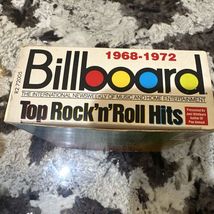 1968-1972
Billboard
THE INTERNATIONAL NEWSWEEKLY OF MUSIC AND HOME ENTERTAINMENT
Top Rock'n'Roll Hits